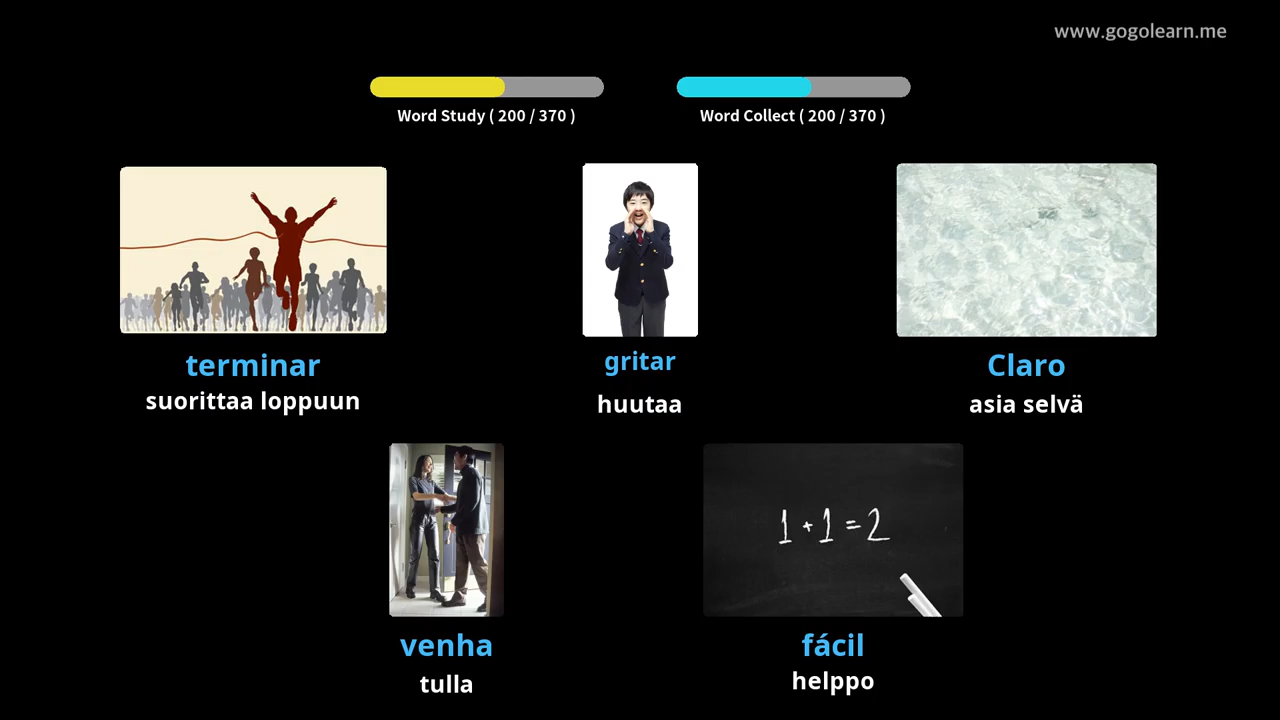 www.gogolearn.me
Word Study ( 200 / 370 )
Word Collect ( 200 / 370 )
terminar
suorittaa loppuun
gritar
huutaa
Claro
asia selvä
1 + 1 = 2
venha
tulla
fácil
helppo